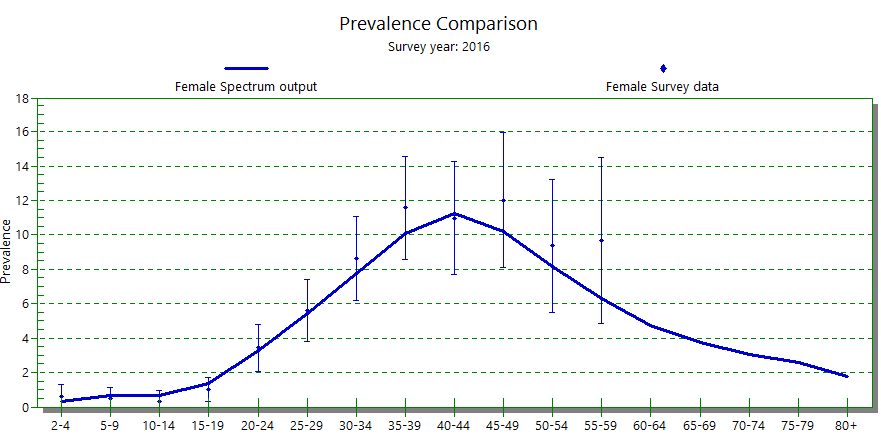 Prevalence Comparison
Survey year: 2016
Female Spectrum output
Female Survey data
Prevalence
18
16
14
12
10
8
6
4
2
0
2-4 5-9 10-14 15-19 20-24 25-29 30-34 35-39 40-44 45-49 50-54 55-59 60-64 65-69 70-74 75-79 80+